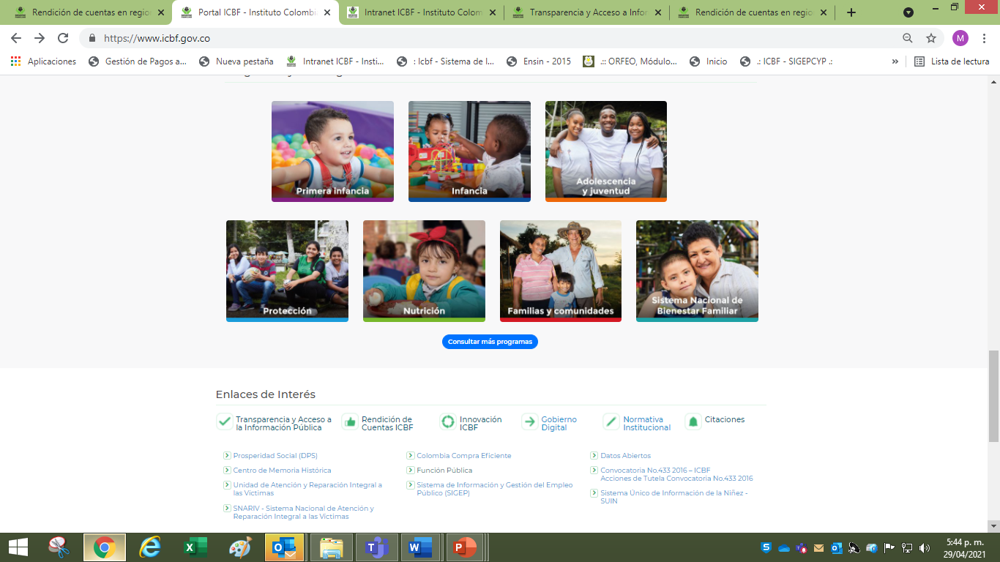 Rendición de cuentas en regio
Portal ICBF - Instituto Colombi
Intranet ICBF - Instituto Colom
Transparencia y Acceso a Infor
Rendición de cuentas en regio
https://www.icbf.gov.co
M
Aplicaciones
Gestión de Pagos a...
Nueva pestaña
Intranet ICBF - Insti...
: Icbf - Sistema de I...
Ensin - 2015
.:: ORFEO, Módulo...
Inicio
.: ICBF - SIGEPCYP .:
»
Lista de lectura
Primera infancia
Infancia
Adolescencia
y juventud
Protección
Nutrición
Familias y comunidades
Sistema Nacional de
Bienestar Familiar
Consultar más programas
Enlaces de Interés
Transparencia y Acceso a
la Información Pública
Rendición de
Cuentas ICBF
Innovación
ICBF
Gobierno
Digital
Normativa
Institucional
Citaciones
Prosperidad Social (DPS)
Centro de Memoria Histórica
Unidad de Atención y Reparación Integral a
las Víctimas
SNARIV - Sistema Nacional de Atención y
Reparación Integral a las Víctimas
Colombia Compra Eficiente
Función Pública
Sistema de Información y Gestión del Empleo
Público (SIGEP)
Datos Abiertos
Convocatoria No.433 2016 – ICBF
Acciones de Tutela Convocatoria No.433 2016
Sistema Único de Información de la Niñez -
SUIN
5:44 p. m.
29/04/2021